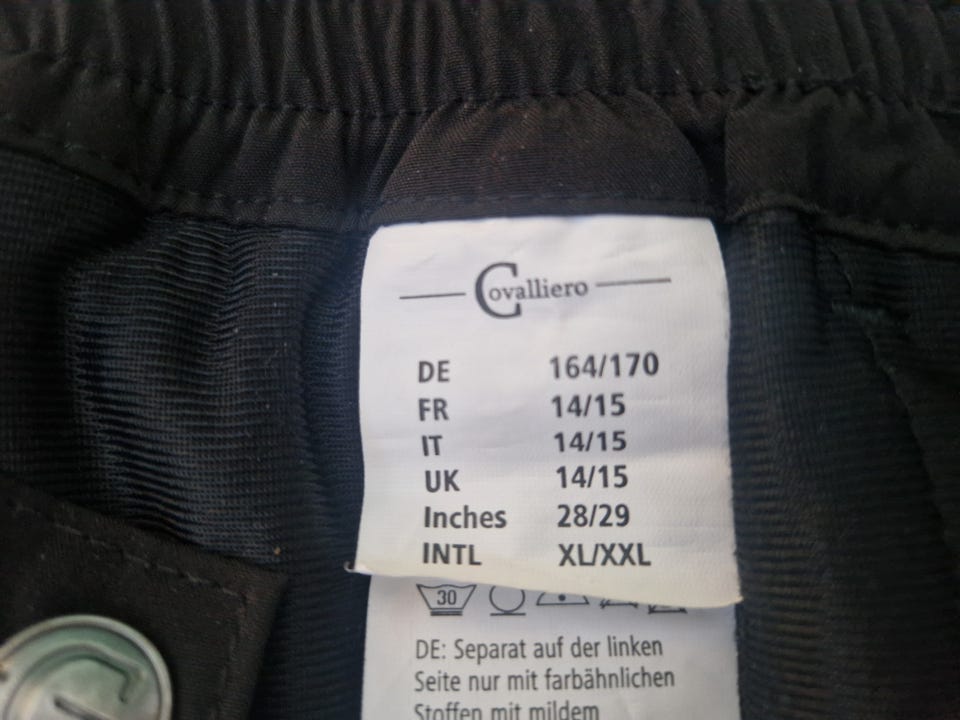 Covalliero
DE 164/170
FR 14/15
IT 14/15
UK 14/15
Inches 28/29
INTL XL/XXL
30
DE: Separat auf der linken
Seite nur mit farbähnlichen
Stoffen mit mildem